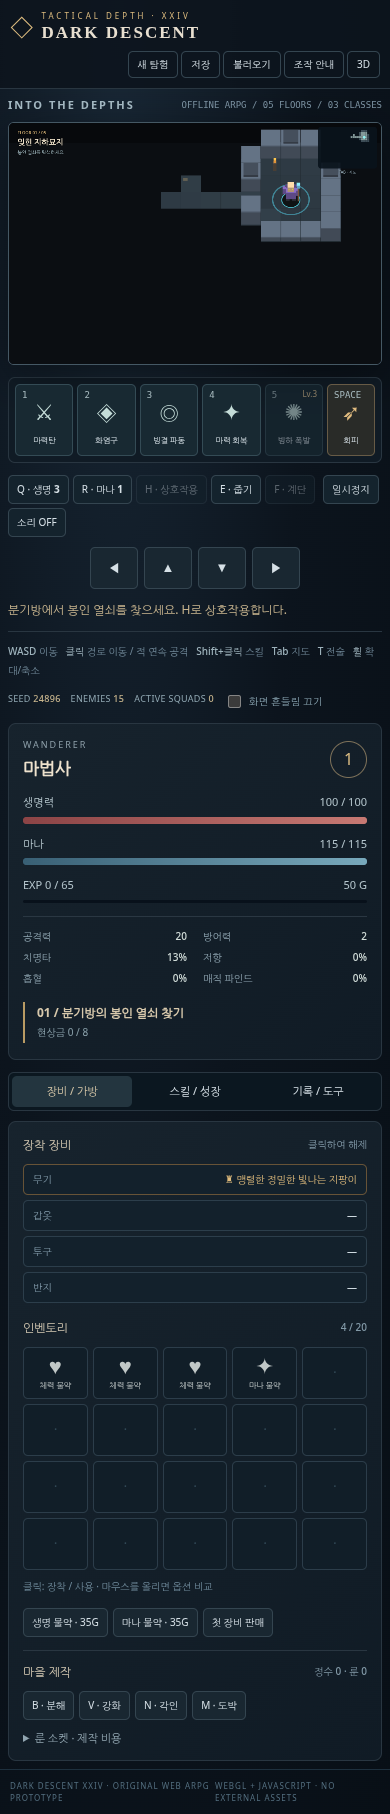 TACTICAL DEPTH · XXIV
DARK DESCENT
새 탐험 저장 불러오기 조작 안내 3D
INTO THE DEPTHS OFFLINE ARPG / 05 FLOORS / 03 CLASSES
잊힌 지하묘지
1 2 3 4 5 Lv.3 SPACE
마력탄 화염구 빙결 파동 마력 회복 빙하 폭발 회피
Q · 생명 3 R · 마나 1 H · 상호작용 E · 줍기 F · 계단 일시정지
소리 OFF
분기방에서 봉인 열쇠를 찾으세요. H로 상호작용합니다.
WASD 이동 클릭 경로 이동 / 적 연속 공격 Shift+클릭 스킬 Tab 지도 T 전술 휠 확
대/축소
SEED 24896 ENEMIES 15 ACTIVE SQUADS 0 화면 흔들림 끄기
WANDERER
마법사 1
생명력 100 / 100
마나 115 / 115
EXP 0 / 65 50 G
공격력 20 방어력 2
치명타 13% 저항 0%
흡혈 0% 매직 파인드 0%
01 / 분기방의 봉인 열쇠 찾기
현상금 0 / 8
장비 / 가방 스킬 / 성장 기록 / 도구
장착 장비 클릭하여 해제
무기 ♜ 맹렬한 정밀한 빛나는 지팡이
갑옷 —
투구 —
반지 —
인벤토리 4 / 20
체력 물약 체력 물약 체력 물약 마나 물약
클릭: 장착 / 사용 · 마우스를 올리면 옵션 비교
생명 물약 · 35G 마나 물약 · 35G 첫 장비 판매
마을 제작 정수 0 · 룬 0
B · 분해 V · 강화 N · 각인 M · 도박
▶ 룬 소켓 · 제작 비용
DARK DESCENT XXIV · ORIGINAL WEB ARPG PROTOTYPE
WEBGL + JAVASCRIPT · NO EXTERNAL ASSETS